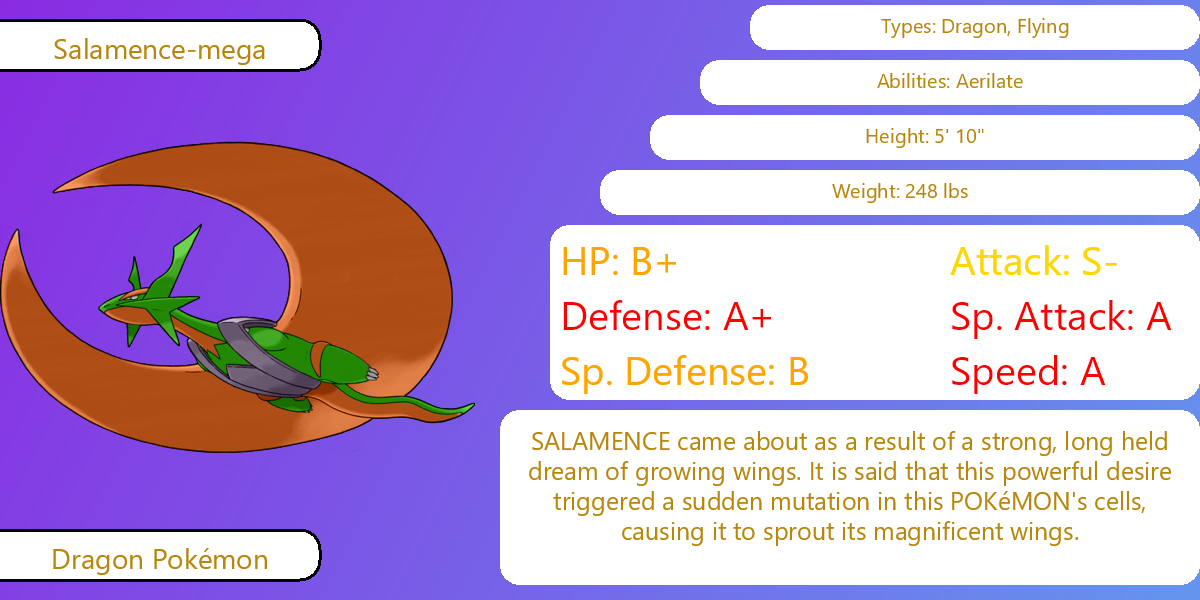 Salamence-mega
Types: Dragon, Flying
Abilities: Aerilate
Height: 5' 10"
Weight: 248 lbs
HP: B+
Attack: S-
Defense: A+
Sp. Attack: A
Sp. Defense: B
Speed: A
SALAMENCE came about as a result of a strong, long held
dream of growing wings. It is said that this powerful desire
triggered a sudden mutation in this POKéMON's cells,
causing it to sprout its magnificent wings.
Dragon Pokémon